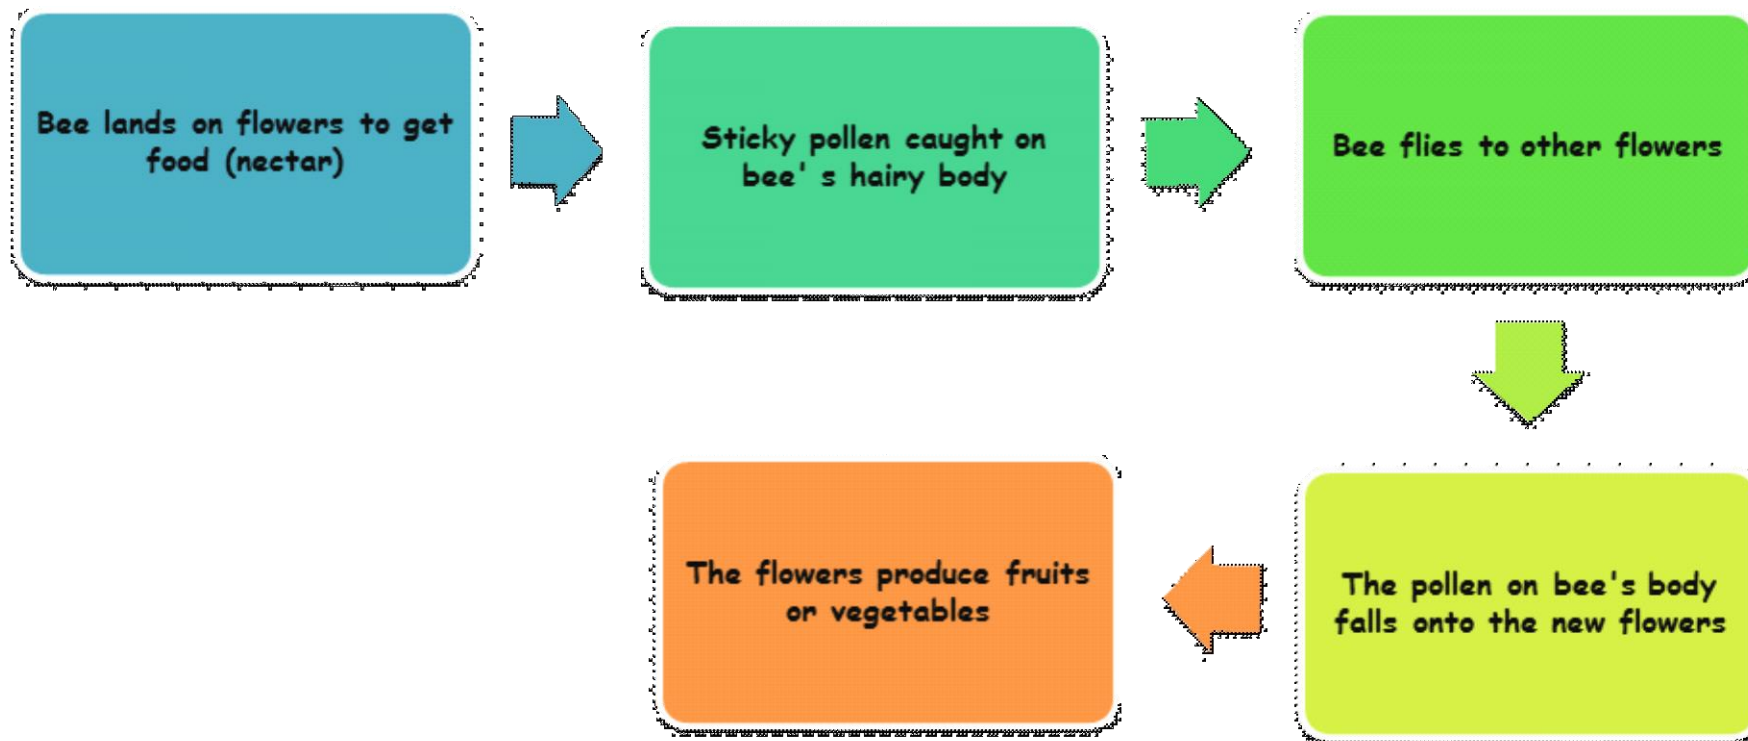 Bee lands on flowers to get
food (nectar)
Sticky pollen caught on
bee' s hairy body
Bee flies to other flowers
The pollen on bee's body
falls onto the new flowers
The flowers produce fruits
or vegetables